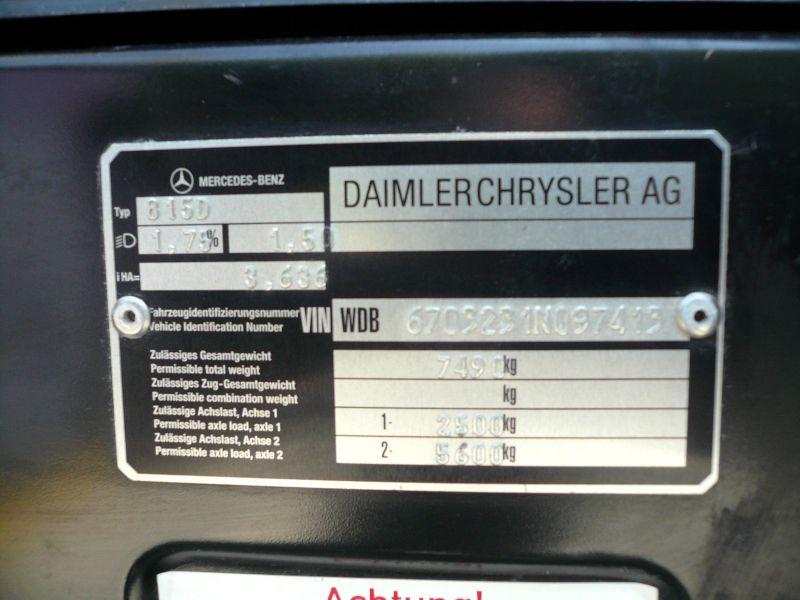 MERCEDES-BENZ
DAIMLERCHRYSLER AG
Typ 815D
1,75% 1,50
i HA= 3,636
Fahrzeugidentifizierungsnummer
Vehicle Identification Number
VIN WDB 6703231N097413
Zulässiges Gesamtgewicht
Permissible total weight
7490 kg
Zulässiges Zug-Gesamtgewicht
Permissible combination weight
kg
Zulässige Achslast, Achse 1
Permissible axle load, axle 1
1- 2500 kg
Zulässige Achslast, Achse 2
Permissible axle load, axle 2
2- 5600 kg
Achtung!